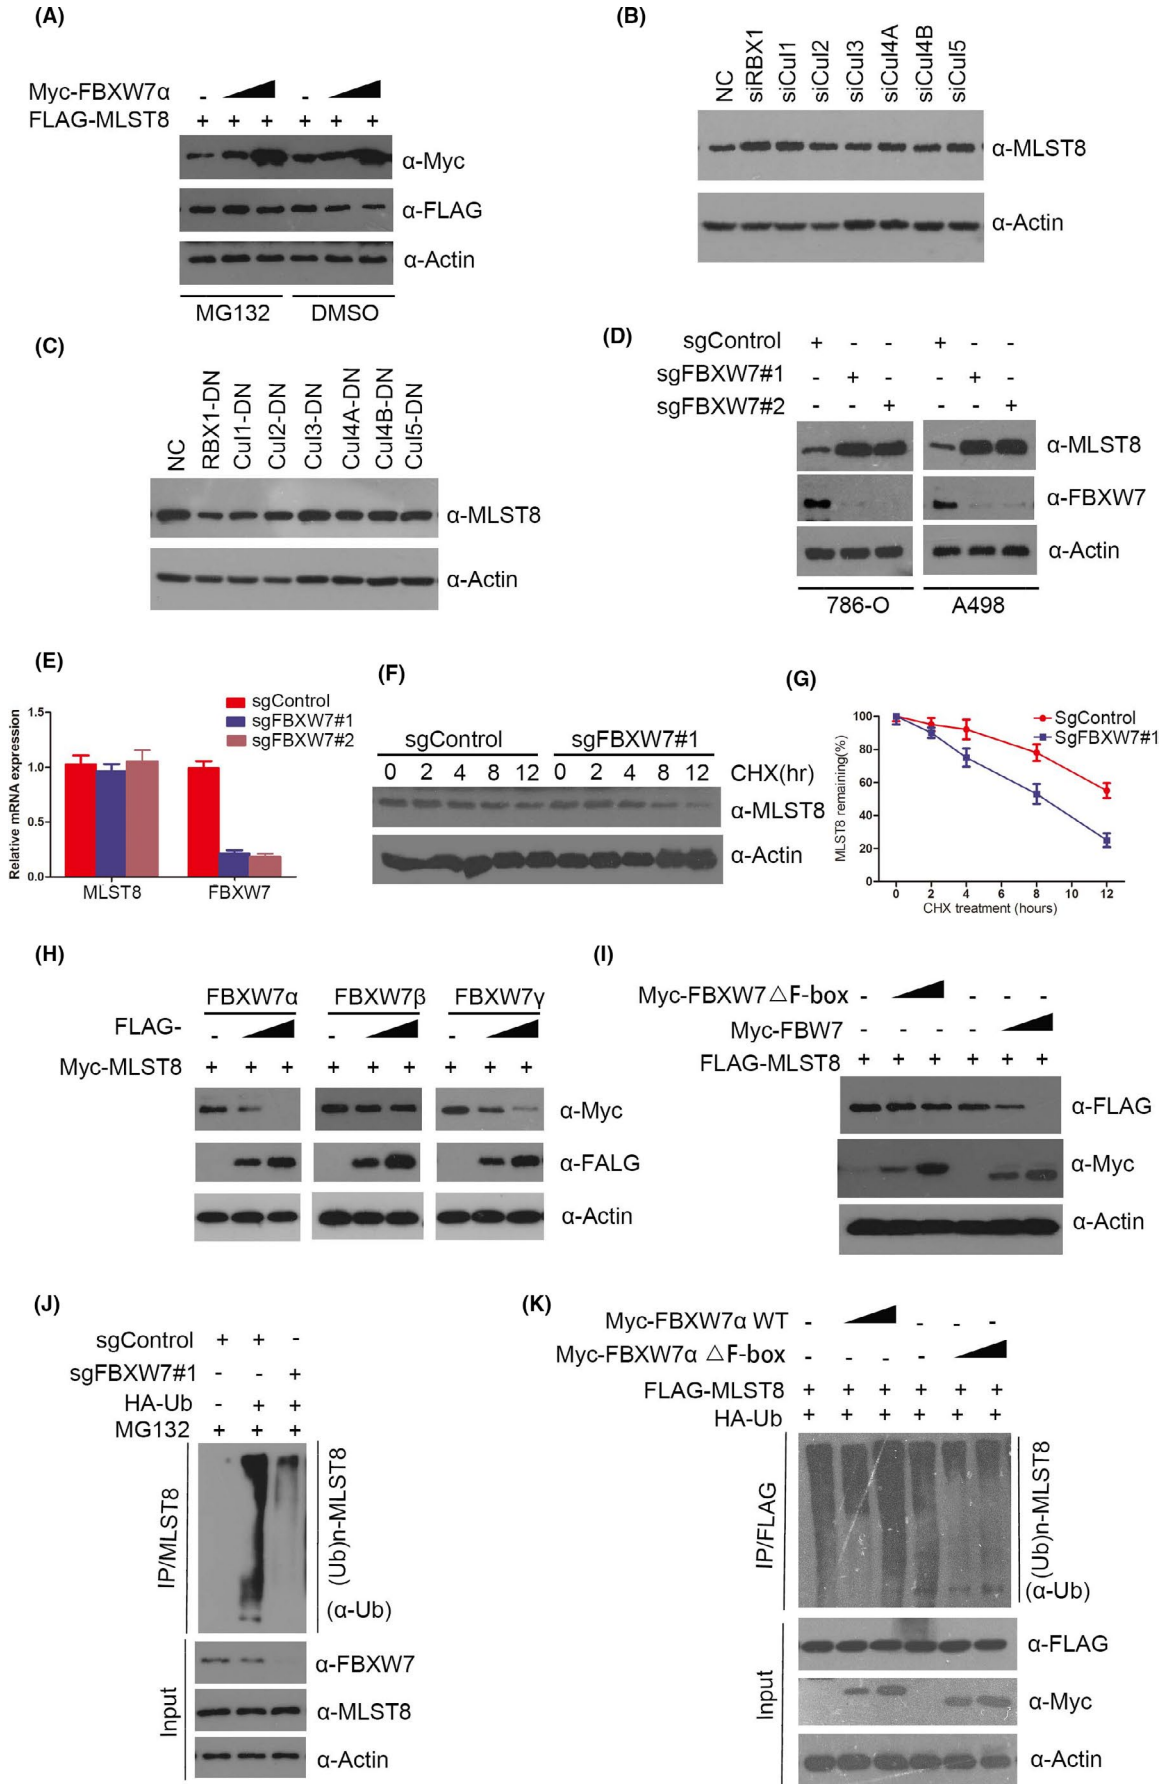 (A)
Myc-FBXW7α - 
FLAG-MLST8 + + + + + +
α-Myc
α-FLAG
α-Actin
MG132 DMSO
(B)
NC siRBX1 siCul1 siCul2 siCul3 siCul4A siCul4B siCul5
α-MLST8
α-Actin
(C)
NC RBX1-DN Cul1-DN Cul2-DN Cul3-DN Cul4A-DN Cul4B-DN Cul5-DN
α-MLST8
α-Actin
(D)
sgControl + - - + - -
sgFBXW7#1 - + - - + -
sgFBXW7#2 - - + - - +
α-MLST8
α-FBXW7
α-Actin
786-O A498
(E)
Relative mRNA expression
1.5
1.0
0.5
0.0
sgControl
sgFBXW7#1
sgFBXW7#2
MLST8 FBXW7
(F)
sgControl sgFBXW7#1
0 2 4 8 12 0 2 4 8 12 CHX(hr)
α-MLST8
α-Actin
(G)
MLST8 remaining(%)
100
80
60
40
20
0
SgControl
SgFBXW7#1
0 2 4 6 8 10 12
CHX treatment (hours)
(H)
FBXW7α FBXW7β FBXW7γ
FLAG- - - -
Myc-MLST8 + + + + + + + + +
α-Myc
α-FALG
α-Actin
(I)
Myc-FBXW7△F-box - - - -
Myc-FBW7 - - - -
FLAG-MLST8 + + + + + +
α-FLAG
α-Myc
α-Actin
(J)
sgControl + + -
sgFBXW7#1 - - +
HA-Ub - + +
MG132 + + +
IP/MLST8
(Ub)n-MLST8
(α-Ub)
Input
α-FBXW7
α-MLST8
α-Actin
(K)
Myc-FBXW7α WT - - - -
Myc-FBXW7α △F-box - - - -
FLAG-MLST8 + + + + + +
HA-Ub + + + + + +
IP/FLAG
(Ub)n-MLST8
(α-Ub)
Input
α-FLAG
α-Myc
α-Actin